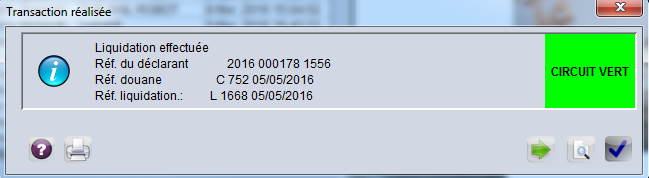 Transaction réalisée
Liquidation effectuée
Réf. du déclarant 2016 000178 1556
Réf. douane C 752 05/05/2016
Réf. liquidation.: L 1668 05/05/2016
CIRCUIT VERT